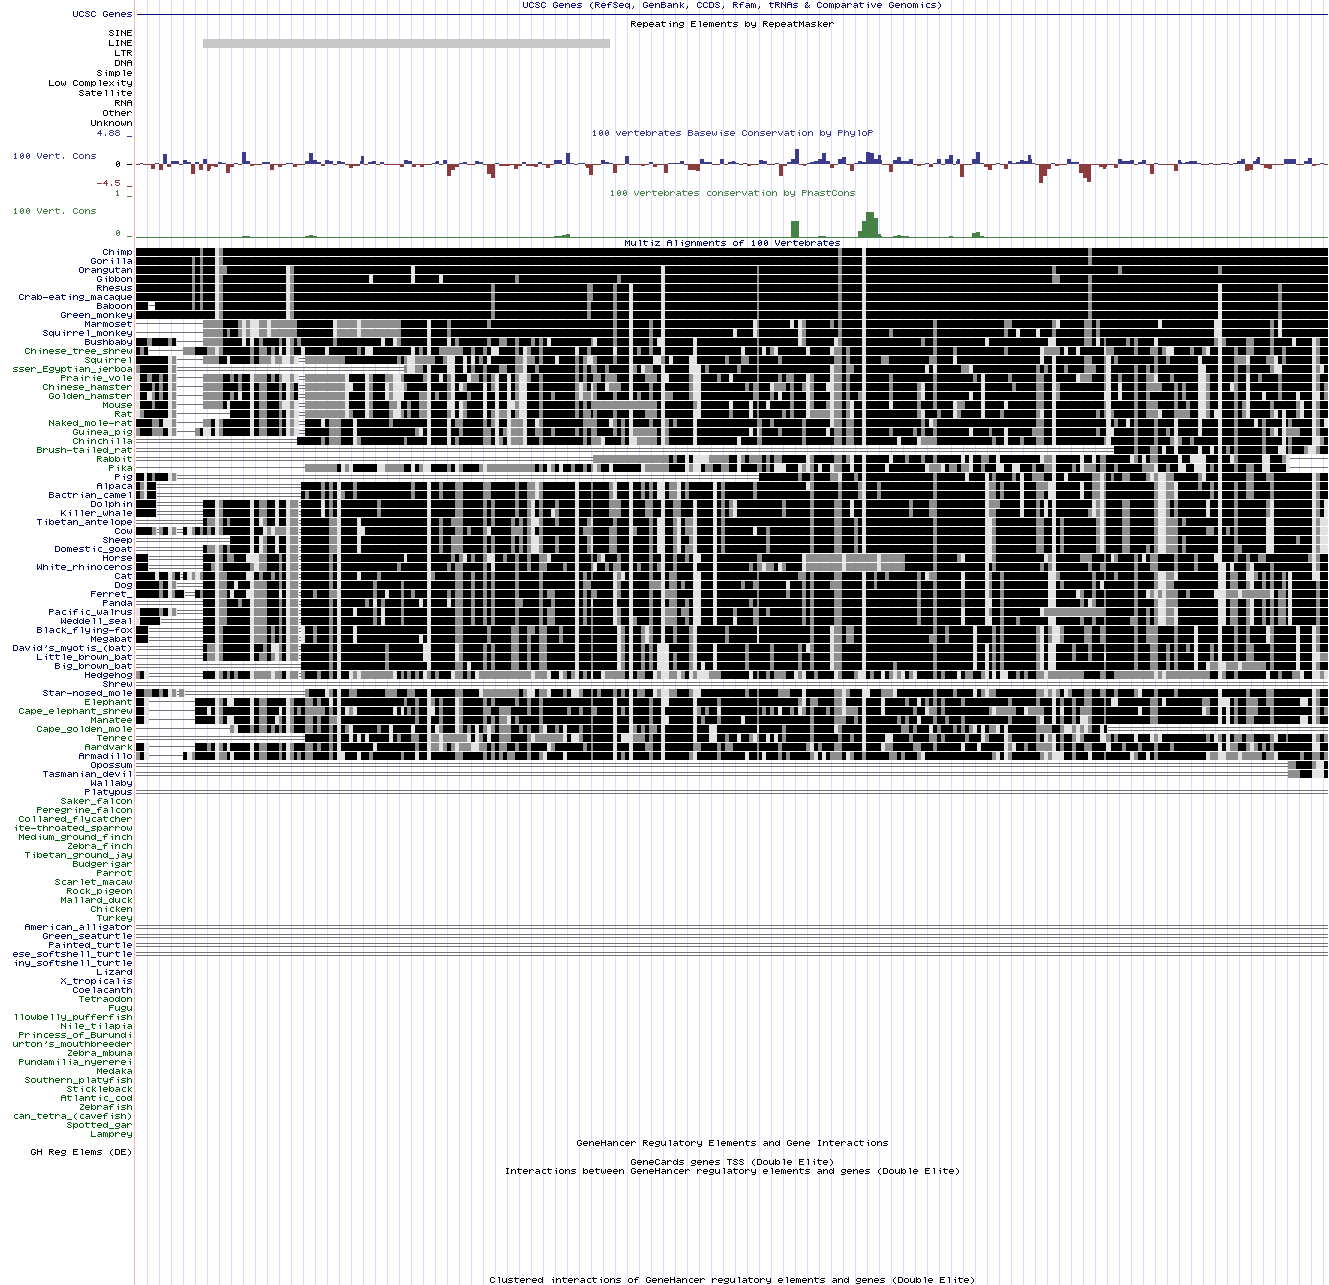 UCSC Genes (RefSeq, GenBank, CCDS, Rfam, tRNAs & Comparative Genomics)
UCSC Genes
Repeating Elements by RepeatMasker
SINE
LINE
LTR
DNA
Simple
Low Complexity
Satellite
RNA
Other
Unknown
4.88 _
100 vertebrates Basewise Conservation by PhyloP
100 Vert. Cons
0 _
-4.5 _
1 _
100 vertebrates conservation by PhastCons
100 Vert. Cons
0 _
Multiz Alignments of 100 Vertebrates
Chimp
Gorilla
Orangutan
Gibbon
Rhesus
Crab-eating_macaque
Baboon
Green_monkey
Marmoset
Squirrel_monkey
Bushbaby
Chinese_tree_shrew
Squirrel
sser_Egyptian_jerboa
Prairie_vole
Chinese_hamster
Golden_hamster
Mouse
Rat
Naked_mole-rat
Guinea_pig
Chinchilla
Brush-tailed_rat
Rabbit
Pika
Pig
Alpaca
Bactrian_camel
Dolphin
Killer_whale
Tibetan_antelope
Cow
Sheep
Domestic_goat
Horse
White_rhinoceros
Cat
Dog
Ferret_
Panda
Pacific_walrus
Weddell_seal
Black_flying-fox
Megabat
David's_myotis_(bat)
Little_brown_bat
Big_brown_bat
Hedgehog
Shrew
Star-nosed_mole
Elephant
Cape_elephant_shrew
Manatee
Cape_golden_mole
Tenrec
Aardvark
Armadillo
Opossum
Tasmanian_devil
Wallaby
Platypus
Saker_falcon
Peregrine_falcon
Collared_flycatcher
ite-throated_sparrow
Medium_ground_finch
Zebra_finch
Tibetan_ground_jay
Budgerigar
Parrot
Scarlet_macaw
Rock_pigeon
Mallard_duck
Chicken
Turkey
American_alligator
Green_seaturtle
Painted_turtle
ese_softshell_turtle
iny_softshell_turtle
Lizard
X_tropicalis
Coelacanth
Tetraodon
Fugu
llowbelly_pufferfish
Nile_tilapia
Princess_of_Burundi
urton's_mouthbreeder
Zebra_mbuna
Pundamilia_nyererei
Medaka
Southern_platyfish
Stickleback
Atlantic_cod
Zebrafish
can_tetra_(cavefish)
Spotted_gar
Lamprey
GeneHancer Regulatory Elements and Gene Interactions
GH Reg Elems (DE)
GeneCards genes TSS (Double Elite)
Interactions between GeneHancer regulatory elements and genes (Double Elite)
Clustered interactions of GeneHancer regulatory elements and genes (Double Elite)